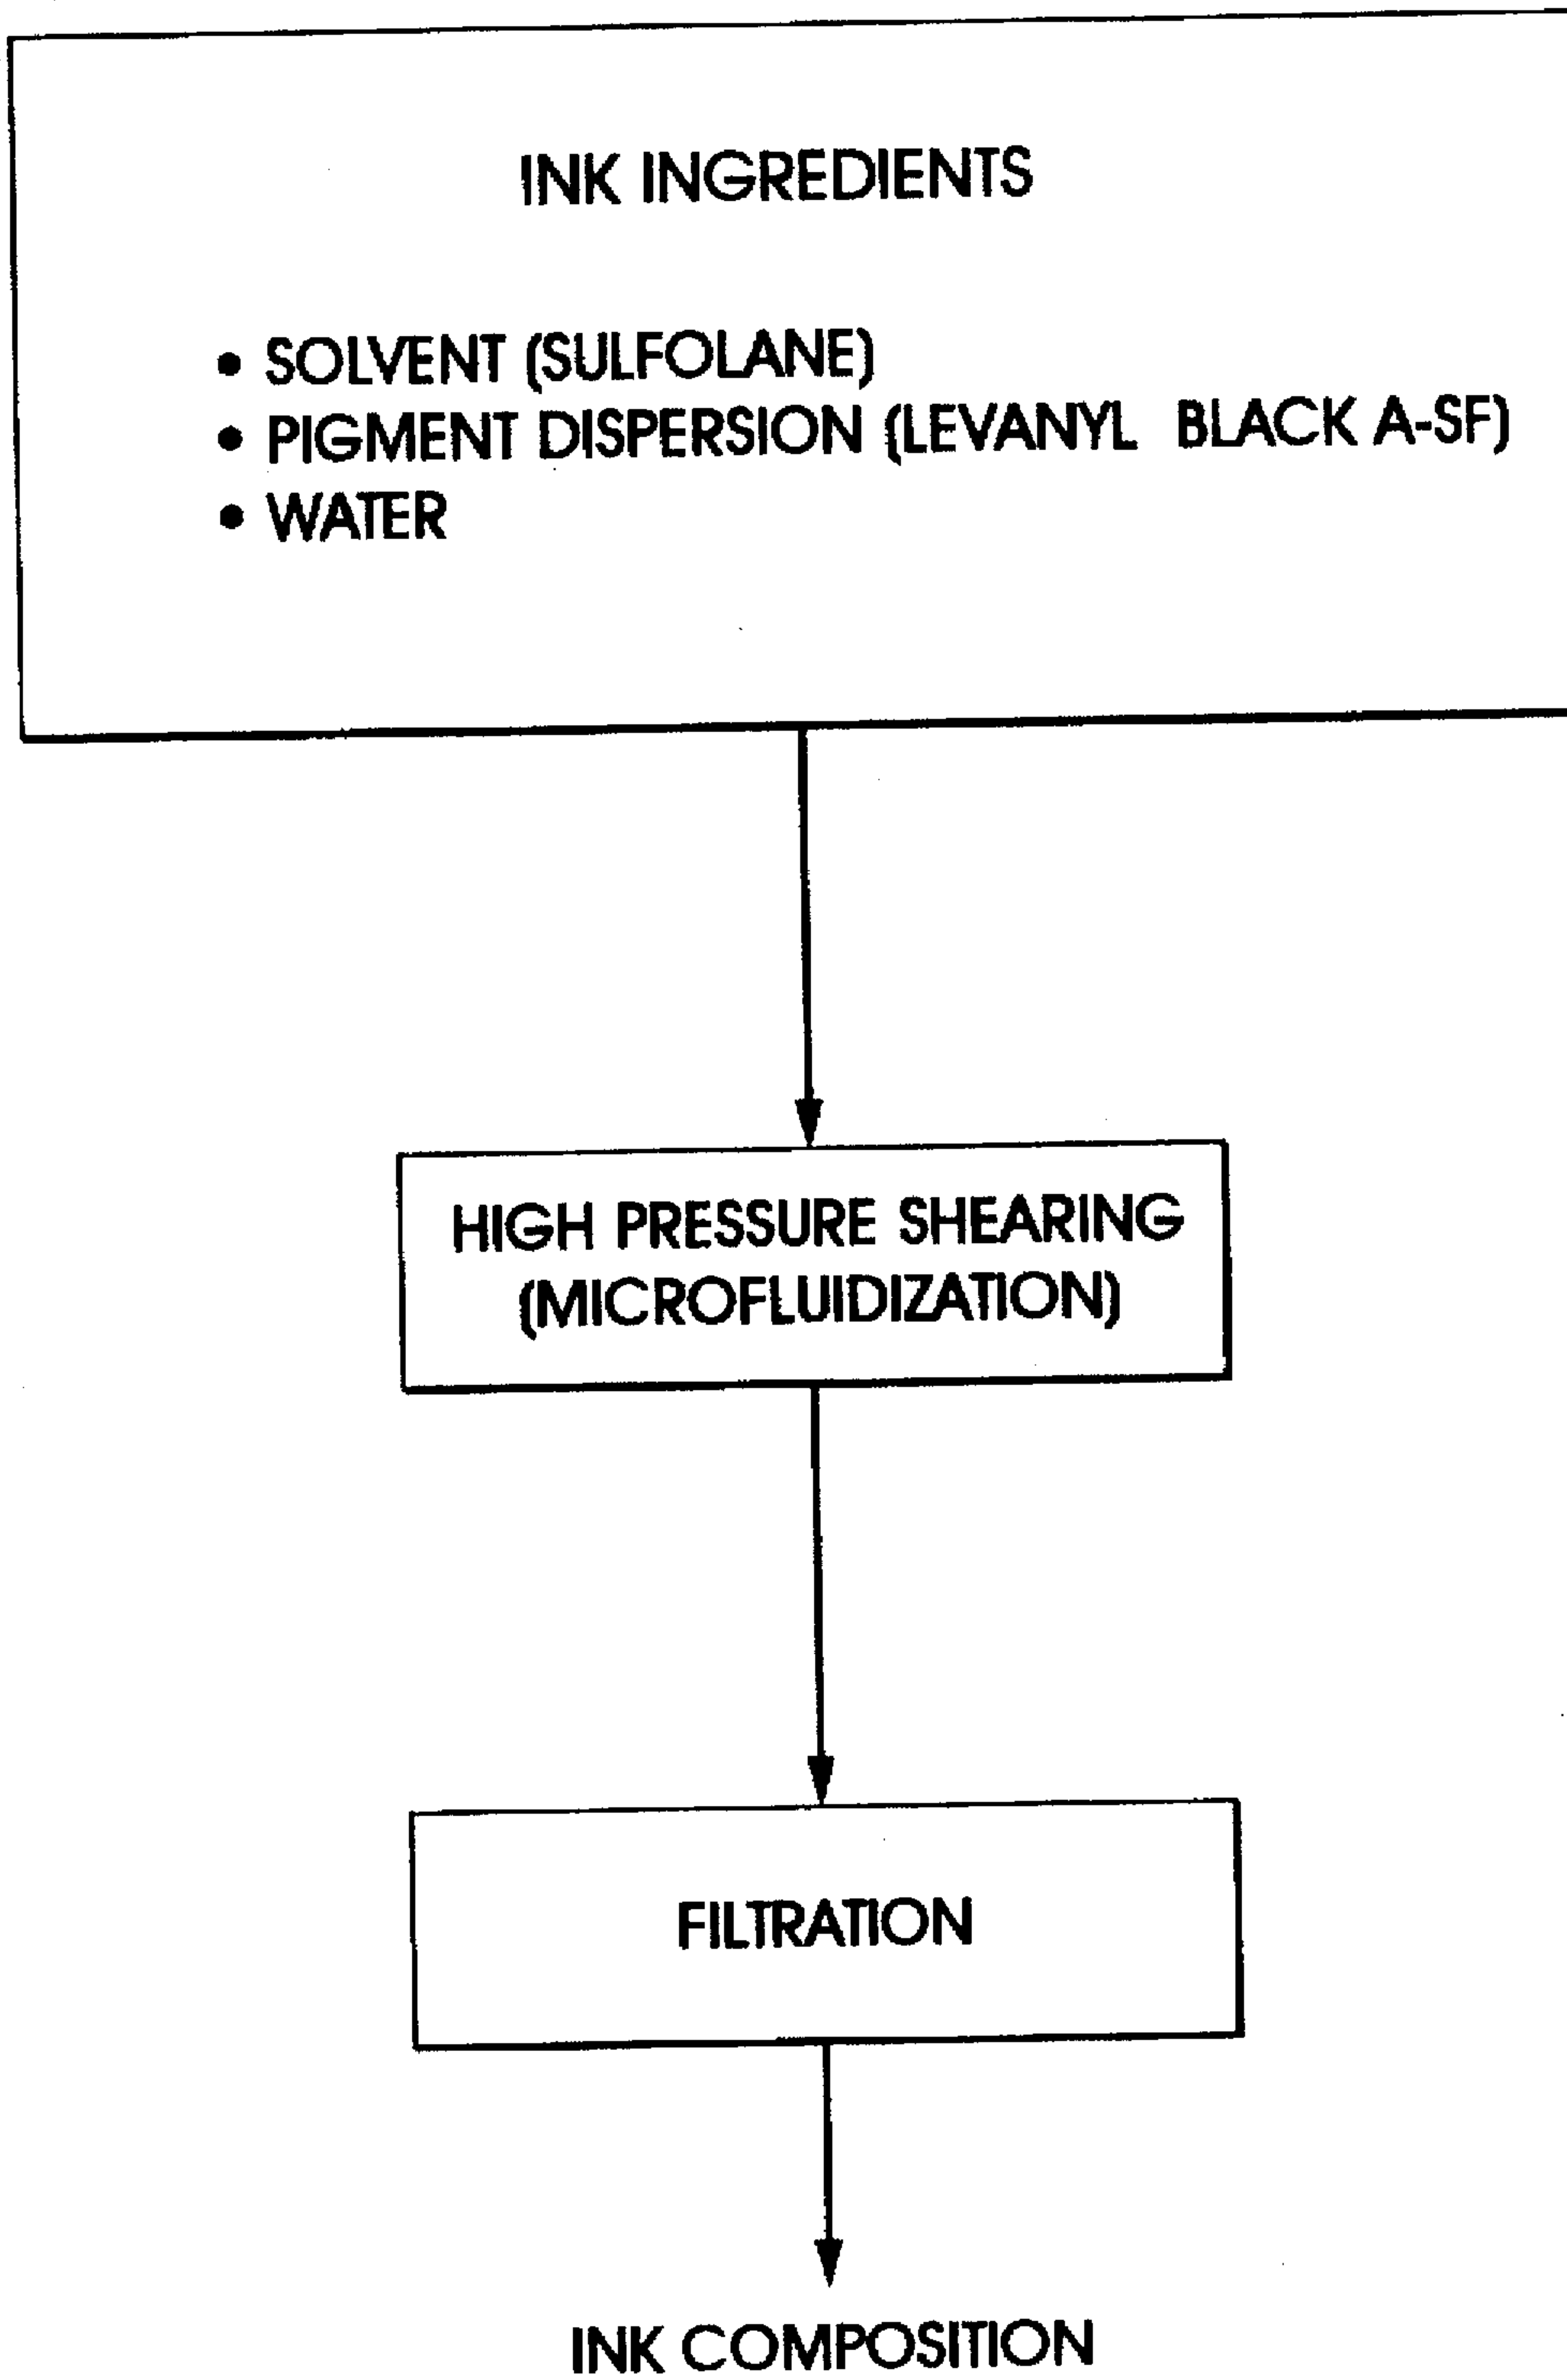 INK INGREDIENTS
• SOLVENT (SULFOLANE)
• PIGMENT DISPERSION (LEVANYL BLACK A-SF)
• WATER
HIGH PRESSURE SHEARING
(MICROFLUIDIZATION)
FILTRATION
INK COMPOSITION